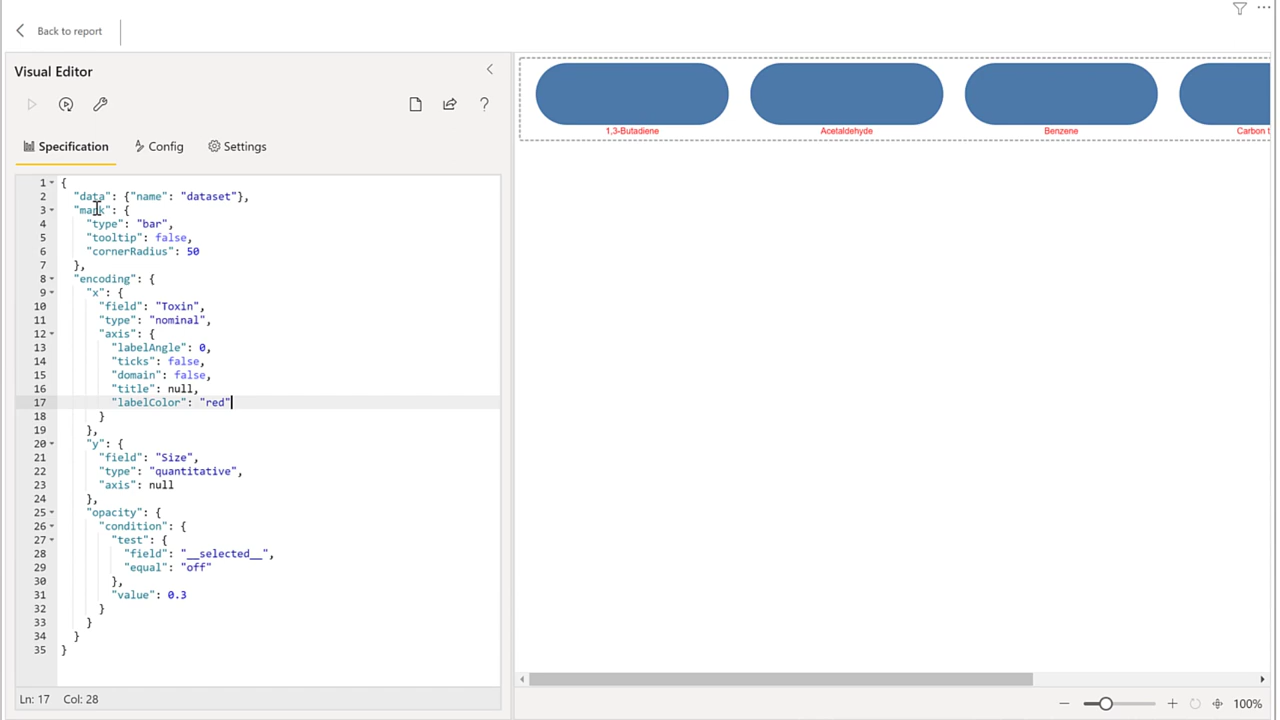 Back to report
Visual Editor
Specification Config Settings
1 {
2 "data": {"name": "dataset"},
3 "mark": {
4 "type": "bar",
5 "tooltip": false,
6 "cornerRadius": 50
7 },
8 "encoding": {
9 "x": {
10 "field": "Toxin",
11 "type": "nominal",
12 "axis": {
13 "labelAngle": 0,
14 "ticks": false,
15 "domain": false,
16 "title": null,
17 "labelColor": "red"
18 }
19 },
20 "y": {
21 "field": "Size",
22 "type": "quantitative",
23 "axis": null
24 },
25 "opacity": {
26 "condition": {
27 "test": {
28 "field": "__selected__",
29 "equal": "off"
30 },
31 "value": 0.3
32 }
33 }
34 }
35 }
Ln: 17 Col: 28
1,3-Butadiene Acetaldehyde Benzene Carbon t
100%